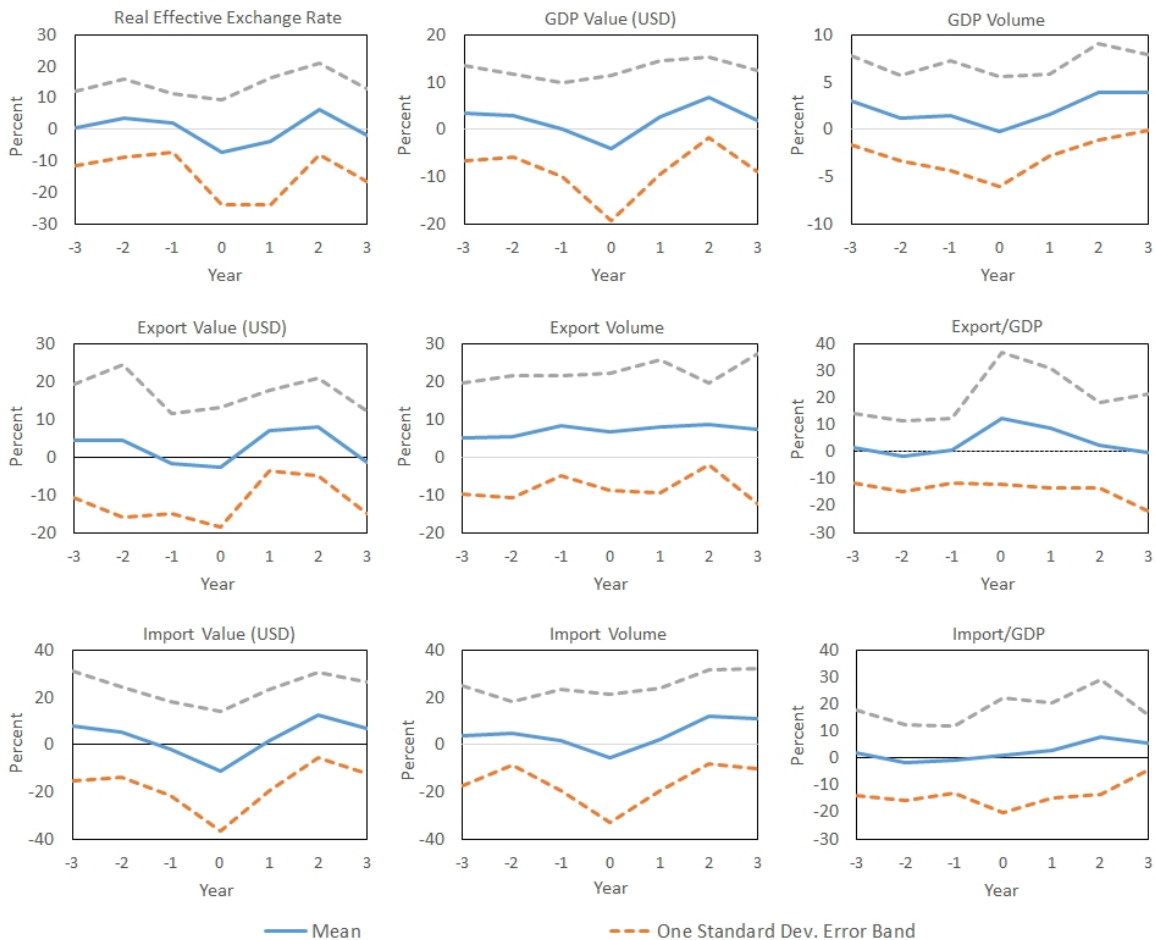 Real Effective Exchange Rate
Percent
30
20
10
0
-10
-20
-30
-3 -2 -1 0 1 2 3
Year
GDP Value (USD)
Percent
20
10
0
-10
-20
-3 -2 -1 0 1 2 3
Year
GDP Volume
Percent
10
5
0
-5
-10
-3 -2 -1 0 1 2 3
Year
Export Value (USD)
Percent
30
20
10
0
-10
-20
-3 -2 -1 0 1 2 3
Year
Export Volume
Percent
30
20
10
0
-10
-20
-3 -2 -1 0 1 2 3
Year
Export/GDP
Percent
40
30
20
10
0
-10
-20
-30
-3 -2 -1 0 1 2 3
Year
Import Value (USD)
Percent
40
20
0
-20
-40
-3 -2 -1 0 1 2 3
Year
Import Volume
Percent
40
20
0
-20
-40
-3 -2 -1 0 1 2 3
Year
Import/GDP
Percent
40
30
20
10
0
-10
-20
-30
-3 -2 -1 0 1 2 3
Year
Mean
One Standard Dev. Error Band